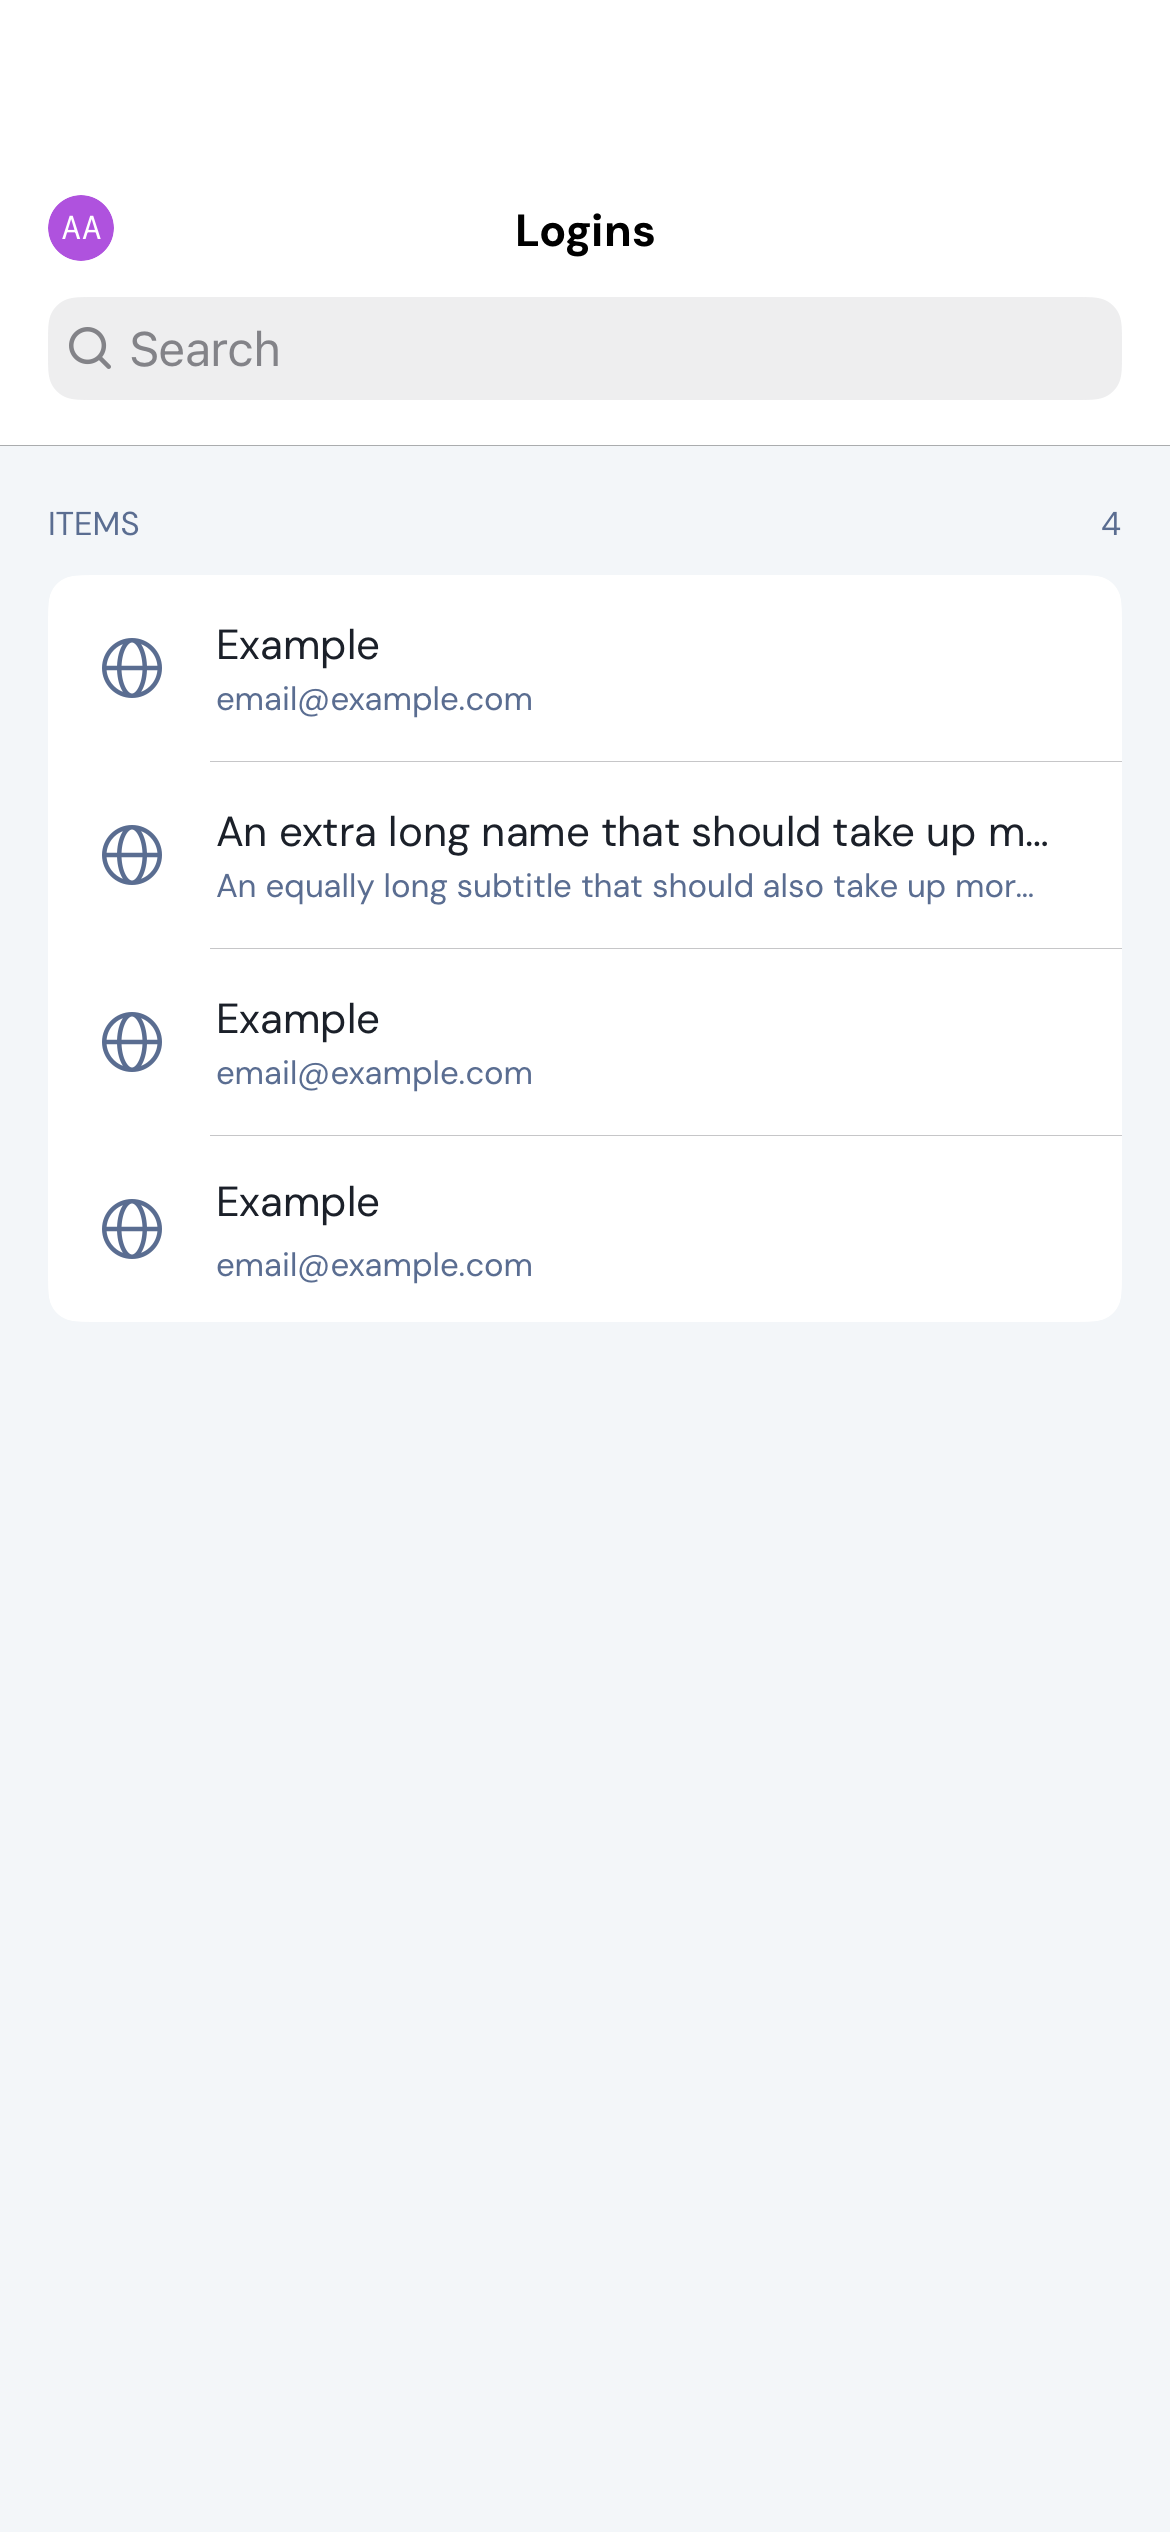 AA
Logins
Search
ITEMS 4
Example
email@example.com
An extra long name that should take up m...
An equally long subtitle that should also take up mor...
Example
email@example.com
Example
email@example.com